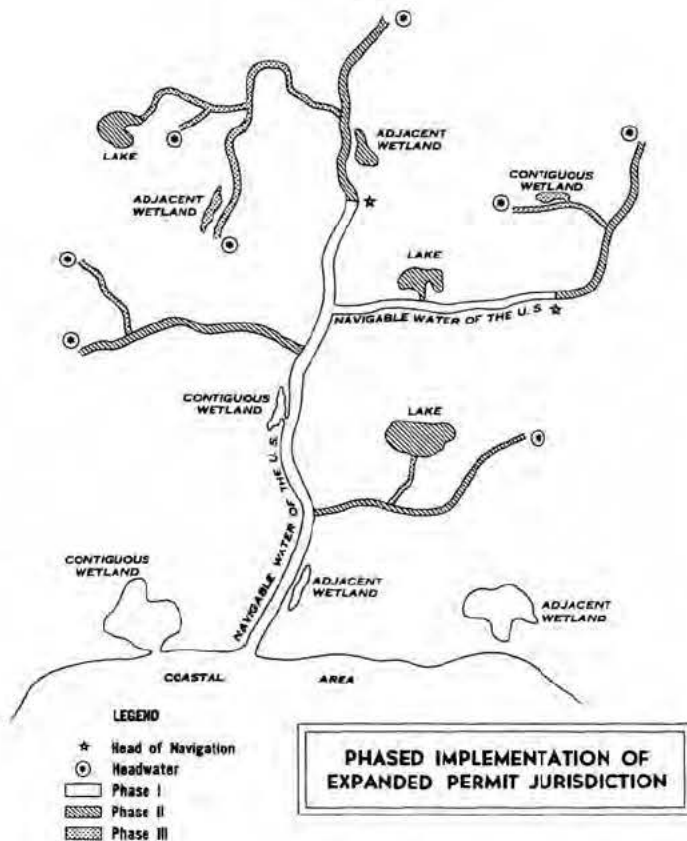 ADJACENT
WETLAND
LAKE
CONTIGUOUS
WETLAND
ADJACENT
WETLAND
LAKE
NAVIGABLE WATER OF THE U.S
CONTIGUOUS
WETLAND
LAKE
NAVIGABLE WATER OF THE U.S.
CONTIGUOUS
WETLAND
ADJACENT
WETLAND
ADJACENT
WETLAND
COASTAL AREA
LEGEND
Head of Navigation
Headwater
Phase I
Phase II
Phase III
PHASED IMPLEMENTATION OF
EXPANDED PERMIT JURISDICTION